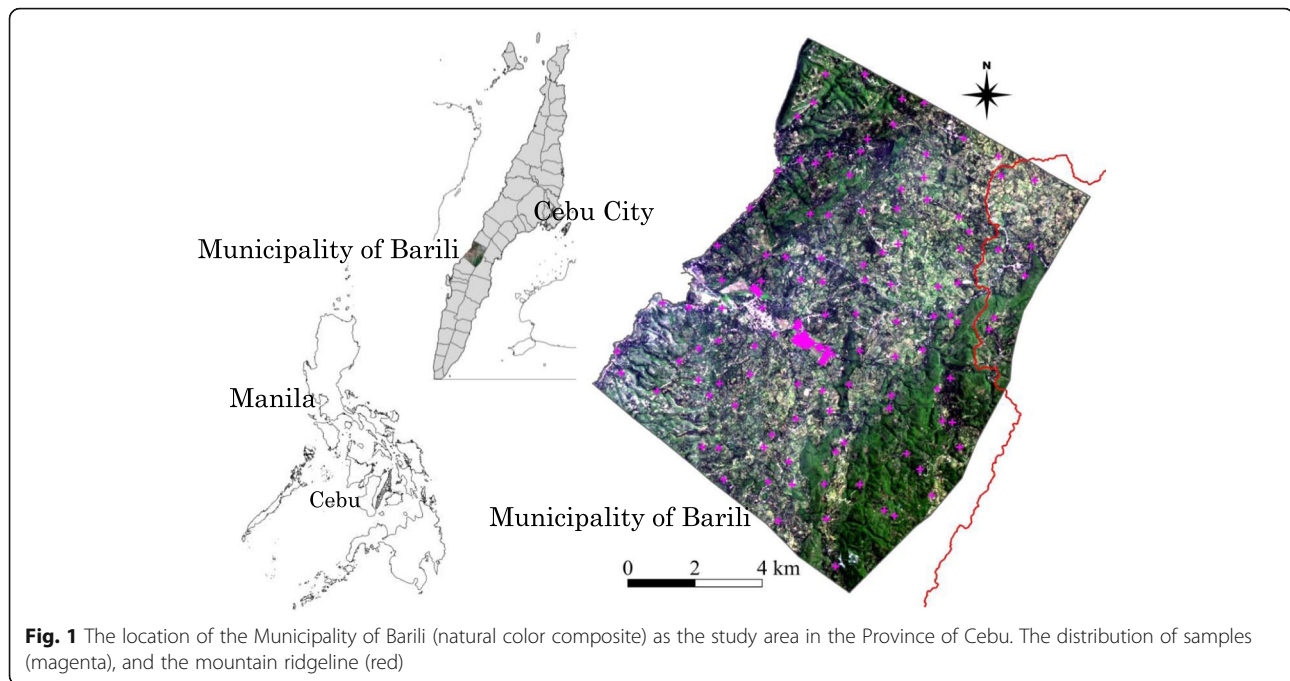 N
Cebu City
Municipality of Barili
Manila
Cebu
Municipality of Barili
0 2 4 km
Fig. 1 The location of the Municipality of Barili (natural color composite) as the study area in the Province of Cebu. The distribution of samples
(magenta), and the mountain ridgeline (red)